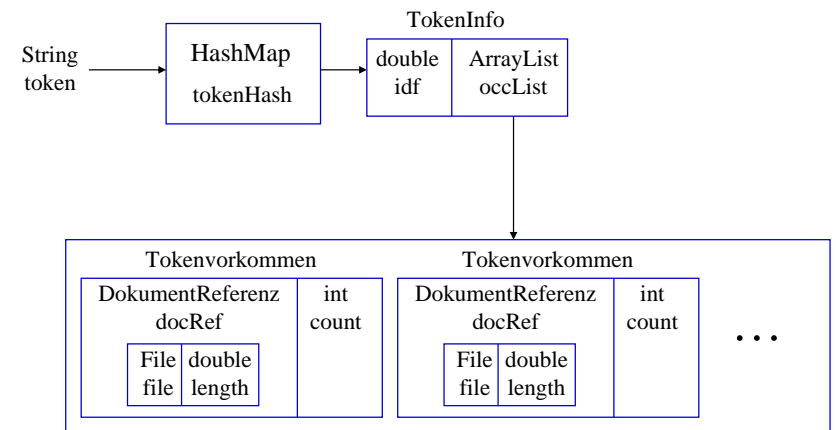 TokenInfo
String
token
HashMap
tokenHash
double
idf
ArrayList
occList
Tokenvorkommen
DokumentReferenz
docRef
int
count
File
file
double
length
Tokenvorkommen
DokumentReferenz
docRef
int
count
File
file
double
length
...